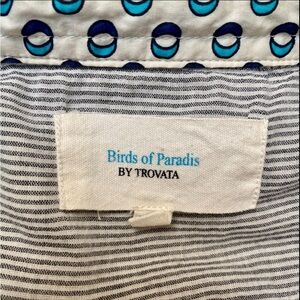 Birds of Paradis
BY TROVATA